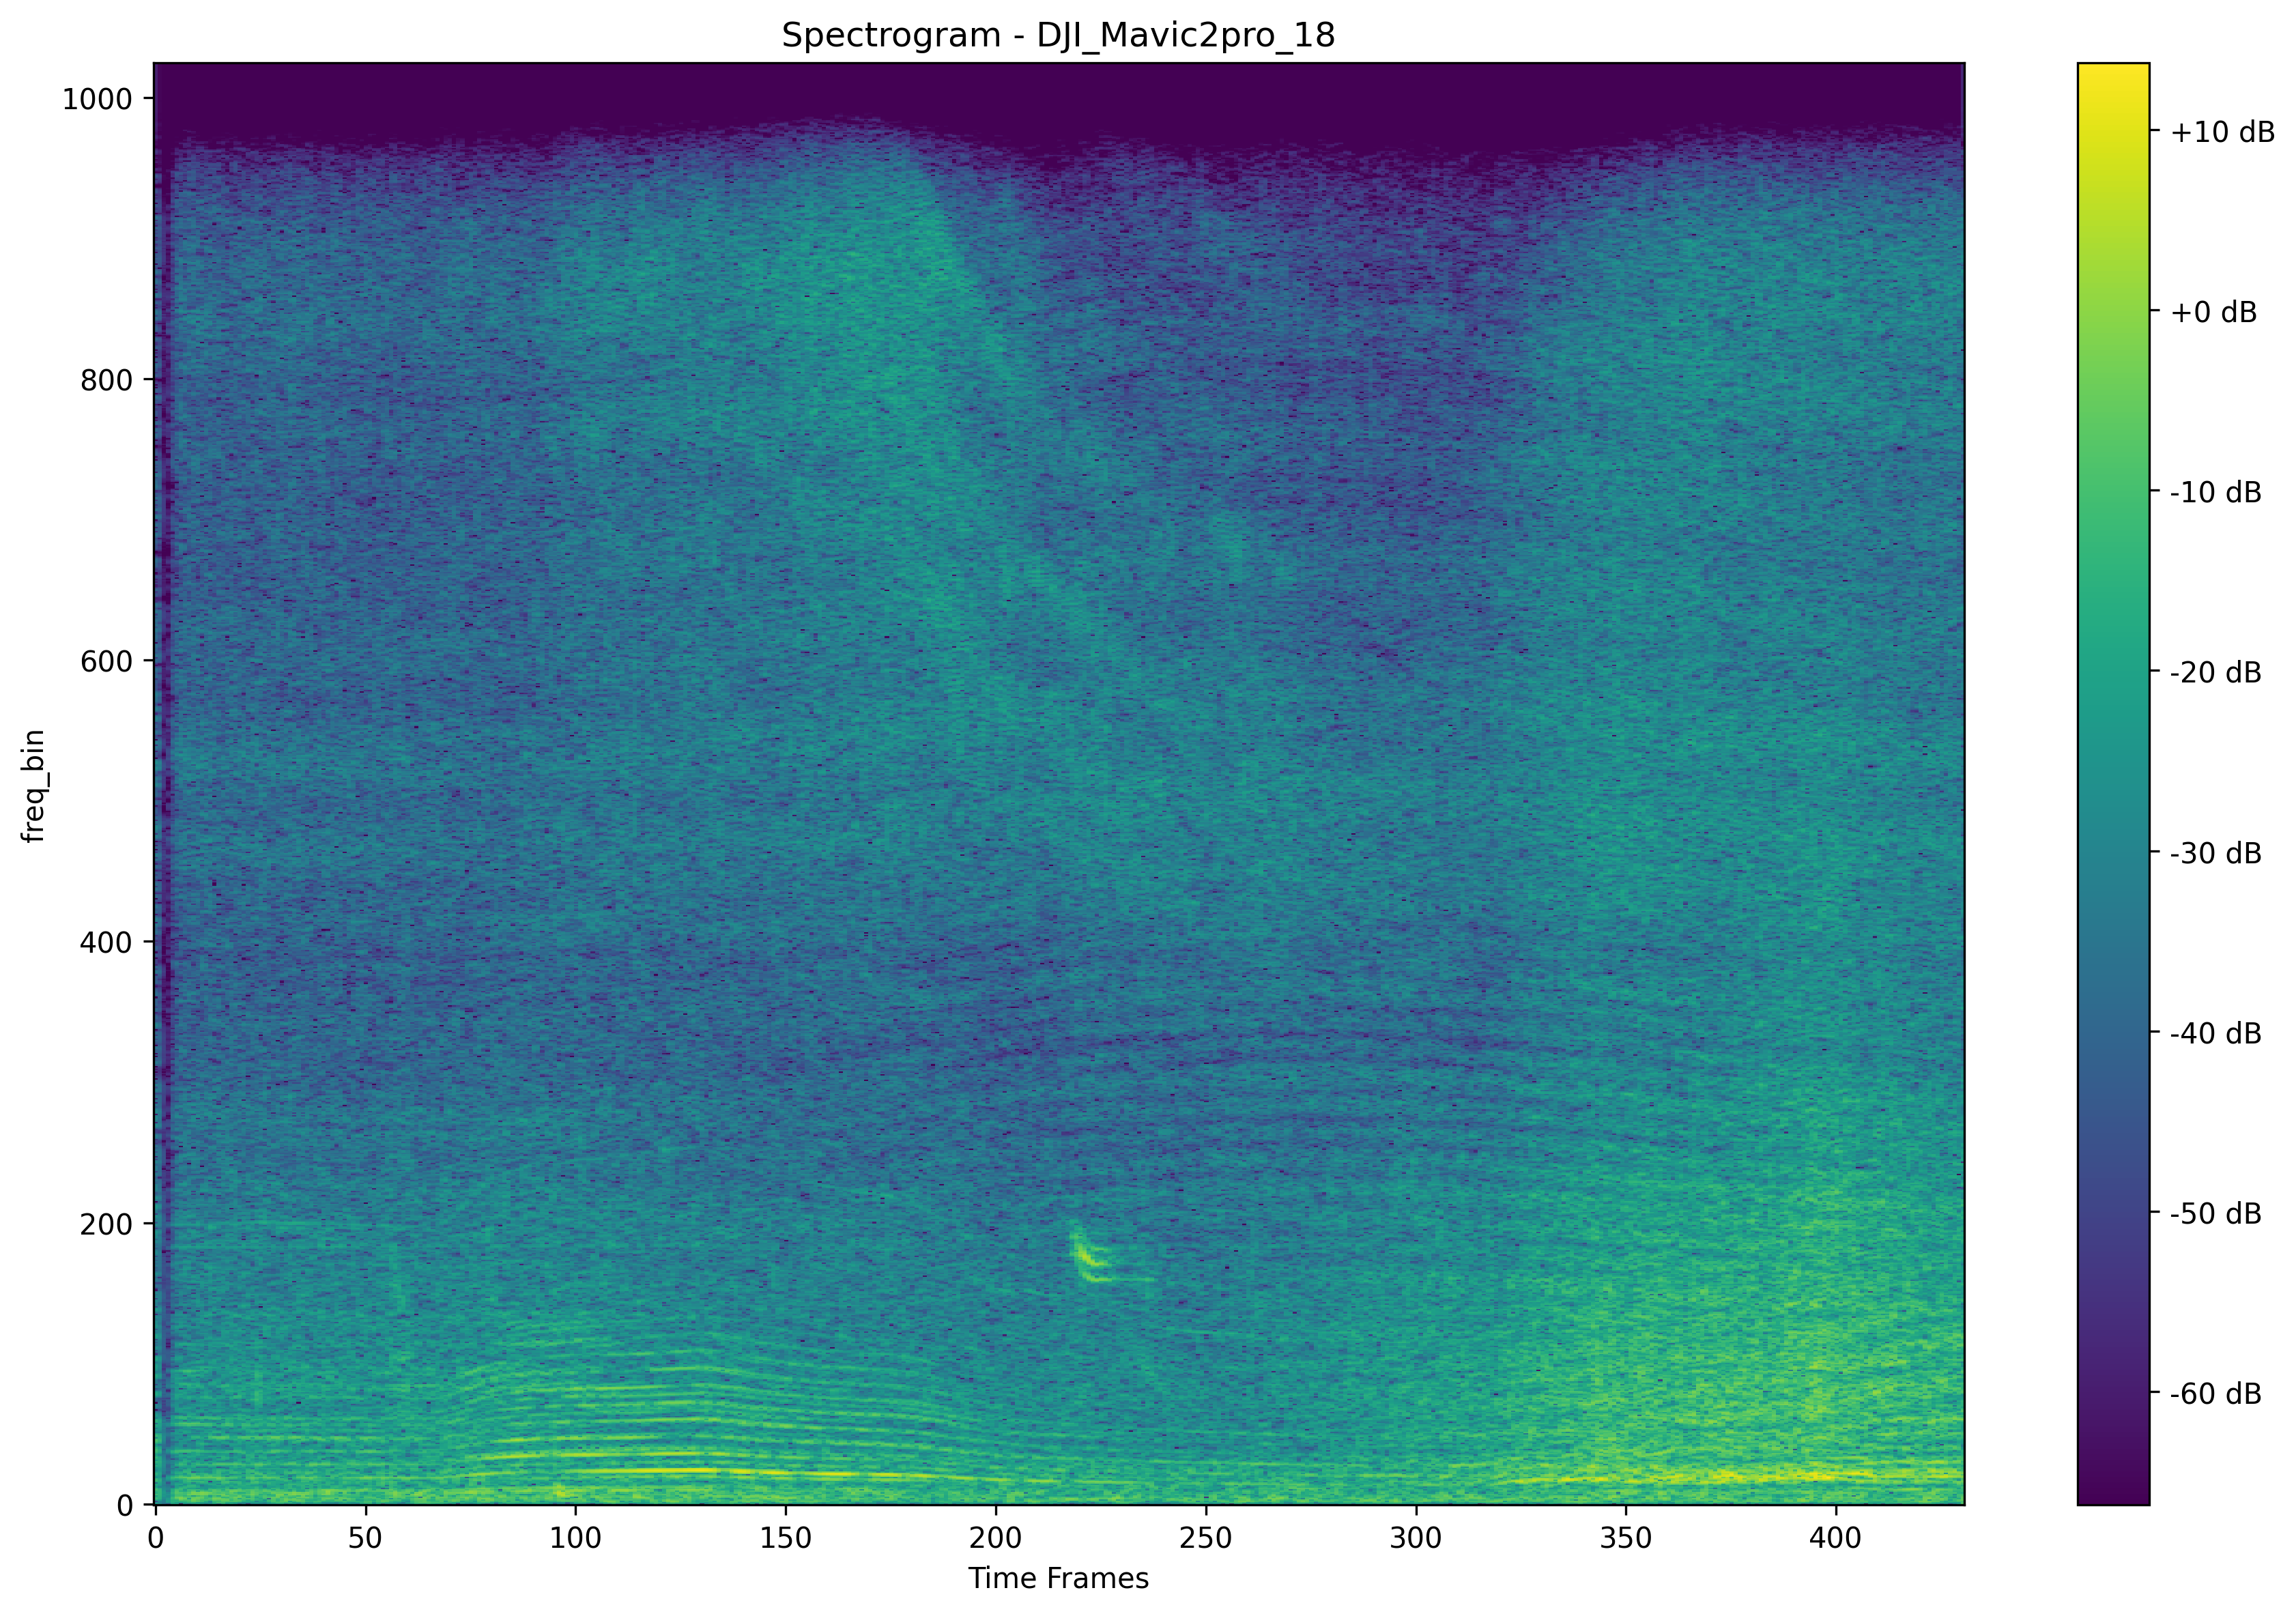 Spectrogram - DJI_Mavic2pro_18
1000
800
600
400
200
0
freq_bin
0 50 100 150 200 250 300 350 400
Time Frames
+10 dB
+0 dB
-10 dB
-20 dB
-30 dB
-40 dB
-50 dB
-60 dB